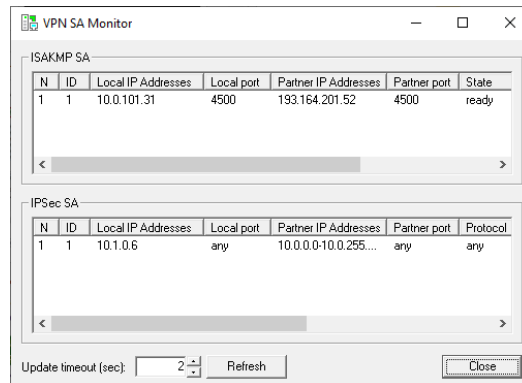 VPN SA Monitor
ISAKMP SA
N ID Local IP Addresses Local port Partner IP Addresses Partner port State
1 1 10.0.101.31 4500 193.164.201.52 4500 ready
IPSec SA
N ID Local IP Addresses Local port Partner IP Addresses Partner port Protocol
1 1 10.1.0.6 any 10.0.0.0-10.0.255.... any any
Update timeout (sec): 2 Refresh Close